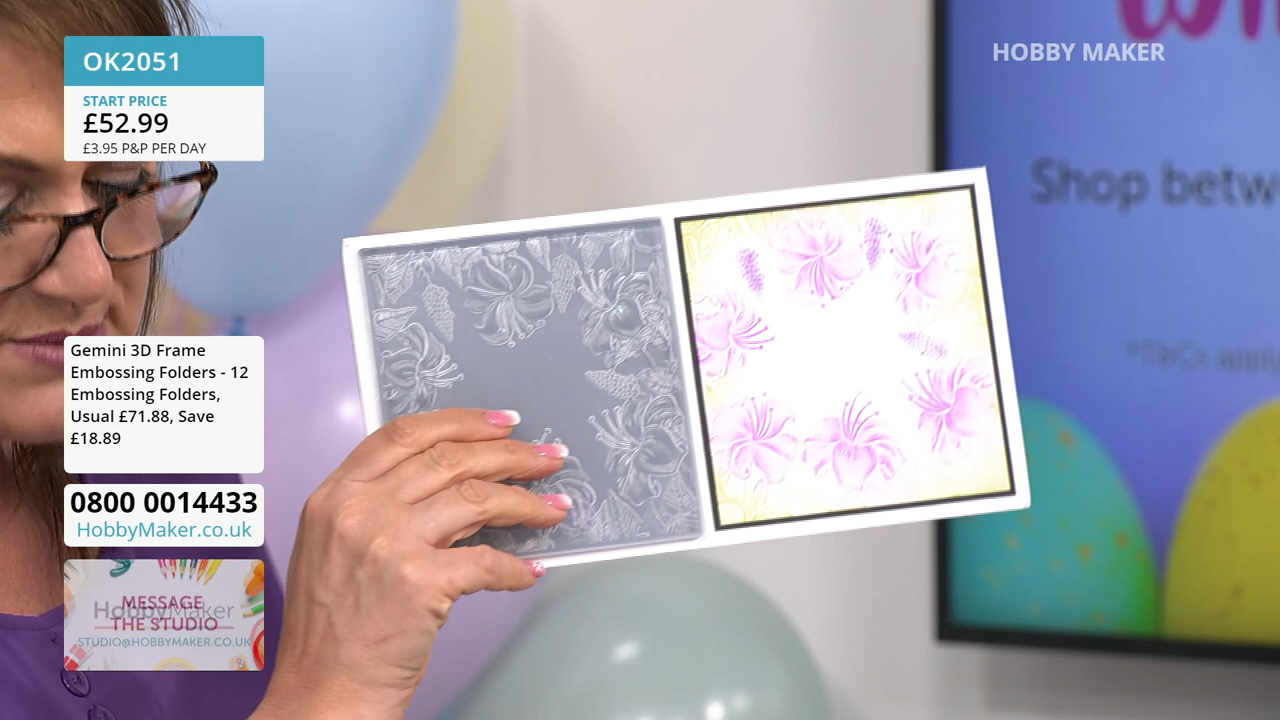 OK2051
START PRICE
£52.99
£3.95 P&P PER DAY
Gemini 3D Frame
Embossing Folders - 12
Embossing Folders,
Usual £71.88, Save
£18.89
0800 0014433
HobbyMaker.co.uk
MESSAGE
HobbyMaker
THE STUDIO
STUDIO@HOBBYMAKER.CO.UK
HOBBY MAKER
Shop betw